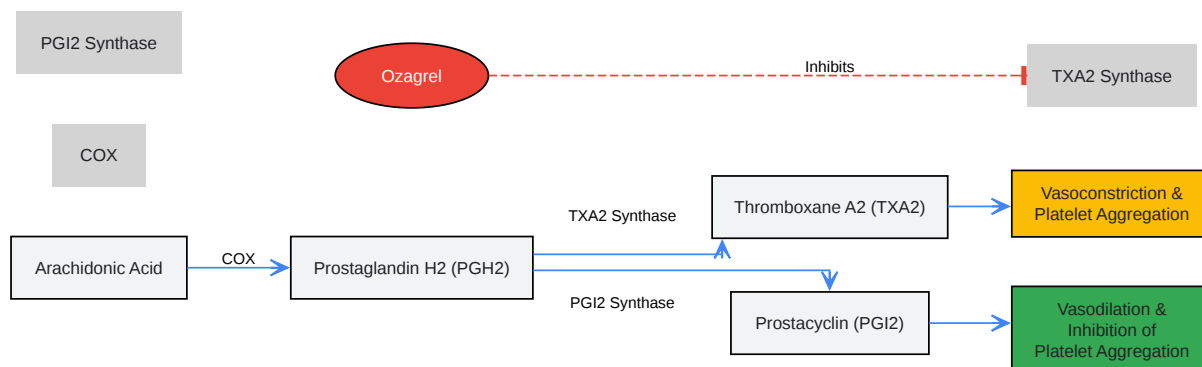 PGI2 Synthase
Ozagrel
Inhibits
TXA2 Synthase
COX
TXA2 Synthase
Thromboxane A2 (TXA2)
Vasoconstriction &
Platelet Aggregation
Arachidonic Acid
COX
Prostaglandin H2 (PGH2)
PGI2 Synthase
Prostacyclin (PGI2)
Vasodilation &
Inhibition of
Platelet Aggregation